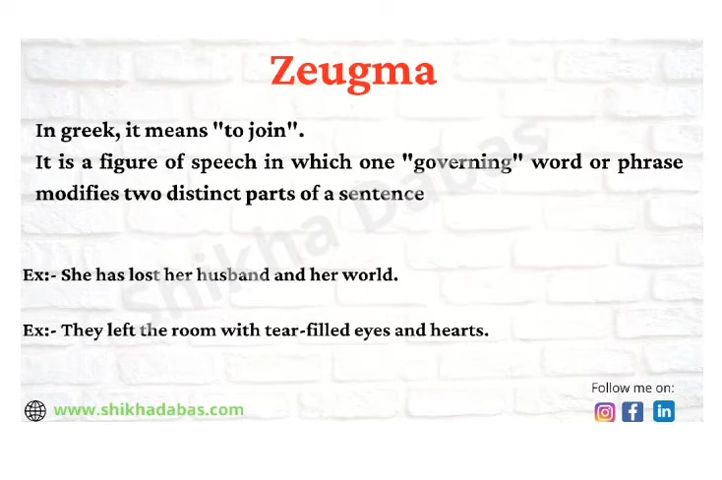 Zeugma
In greek, it means "to join".
It is a figure of speech in which one "governing" word or phrase
modifies two distinct parts of a sentence
Shikha Dabas
Ex:- She has lost her husband and her world.
Ex:- They left the room with tear-filled eyes and hearts.
Follow me on:
www.shikhadabas.com